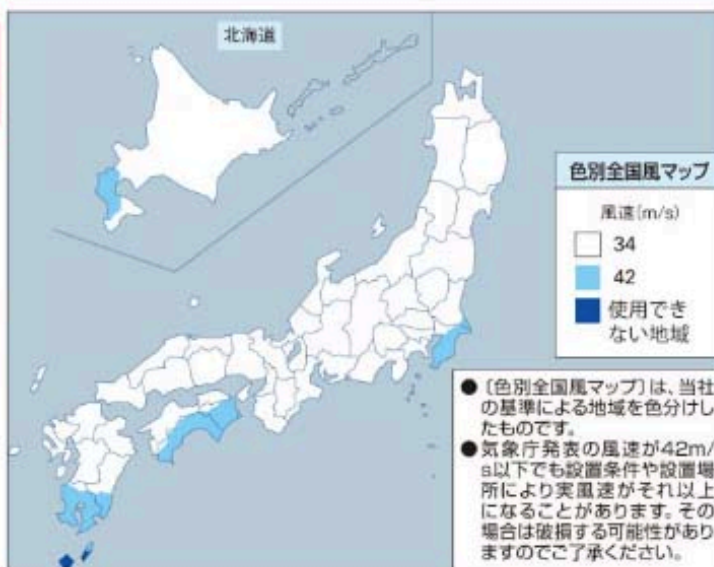 北海道
色別全国風マップ
風速(m/s)
34
42
使用でき
ない地域
●〔色別全国風マップ〕は、当社
の基準による地域を色分けし
たものです。
●気象庁発表の風速が42m/
s以下でも設置条件や設置場
所により実風速がそれ以上
になることがあります。その
場合は破損する可能性があり
ますのでご了承ください。